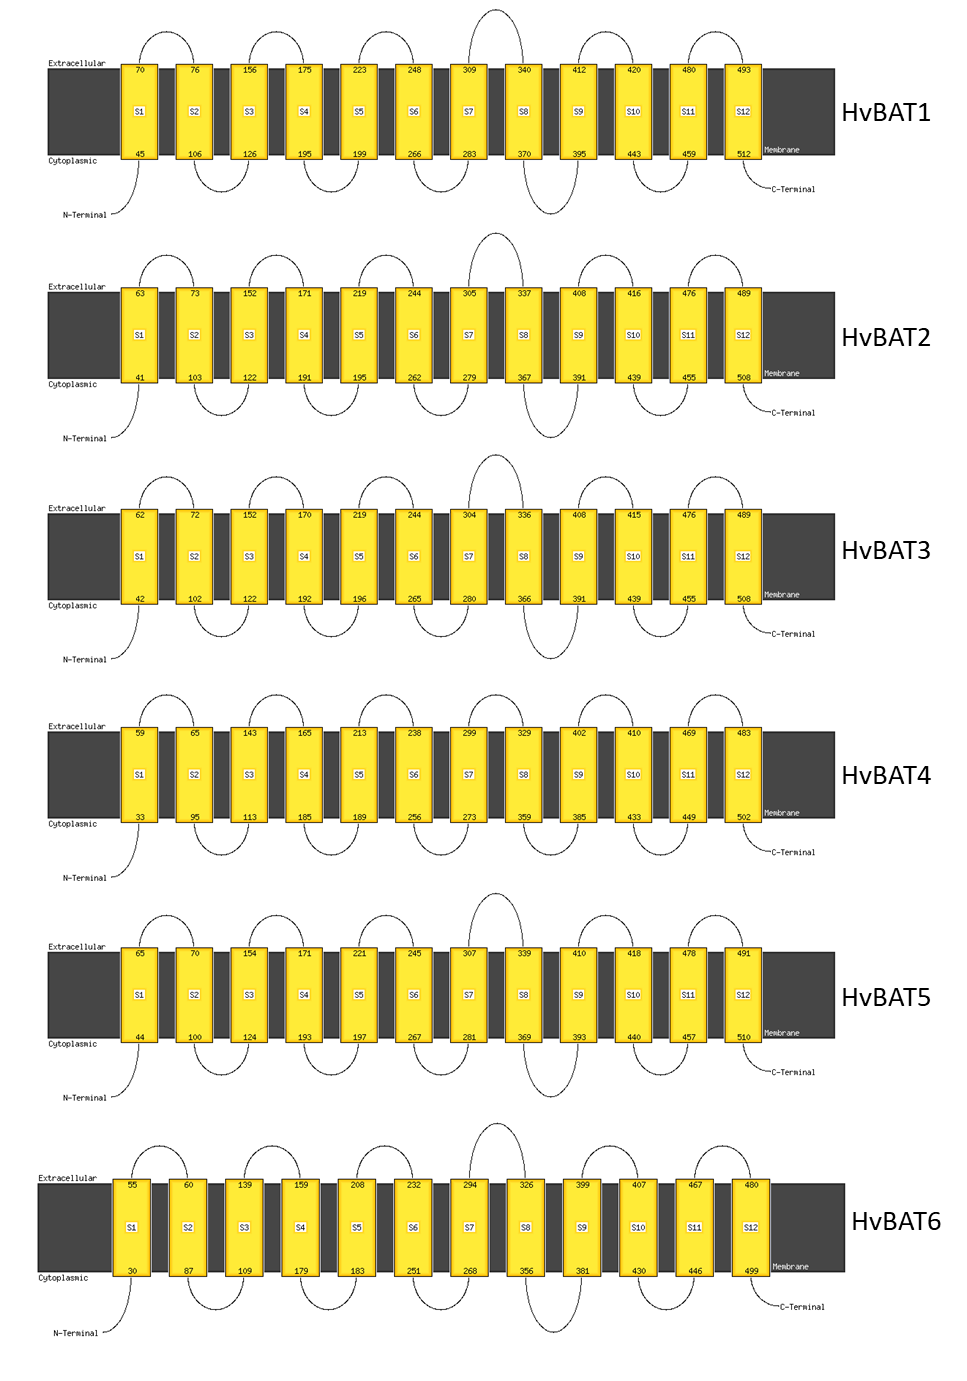 Extracellular
70 76 156 175 223 248 309 340 412 420 480 493
S1 S2 S3 S4 S5 S6 S7 S8 S9 S10 S11 S12
HvBAT1
45 106 126 195 199 266 283 370 395 443 459 512
Membrane
Cytoplasmic
C-Terminal
N-Terminal
Extracellular
63 73 152 171 219 244 305 337 408 416 476 489
S1 S2 S3 S4 S5 S6 S7 S8 S9 S10 S11 S12
HvBAT2
41 103 122 191 195 262 279 367 391 439 455 508
Membrane
Cytoplasmic
C-Terminal
N-Terminal
Extracellular
62 72 152 170 219 244 304 336 408 415 476 489
S1 S2 S3 S4 S5 S6 S7 S8 S9 S10 S11 S12
HvBAT3
42 102 122 192 196 265 280 366 391 439 455 508
Membrane
Cytoplasmic
C-Terminal
N-Terminal
Extracellular
59 65 143 165 213 238 299 329 402 410 469 483
S1 S2 S3 S4 S5 S6 S7 S8 S9 S10 S11 S12
HvBAT4
33 95 113 185 189 256 273 359 385 433 449 502
Membrane
Cytoplasmic
C-Terminal
N-Terminal
Extracellular
65 70 154 171 221 245 307 339 410 418 478 491
S1 S2 S3 S4 S5 S6 S7 S8 S9 S10 S11 S12
HvBAT5
44 100 124 193 197 267 281 369 393 440 457 510
Membrane
Cytoplasmic
C-Terminal
N-Terminal
Extracellular
55 60 139 159 208 232 294 326 399 407 467 480
S1 S2 S3 S4 S5 S6 S7 S8 S9 S10 S11 S12
HvBAT6
30 87 109 179 183 251 268 356 381 430 446 499
Membrane
Cytoplasmic
C-Terminal
N-Terminal